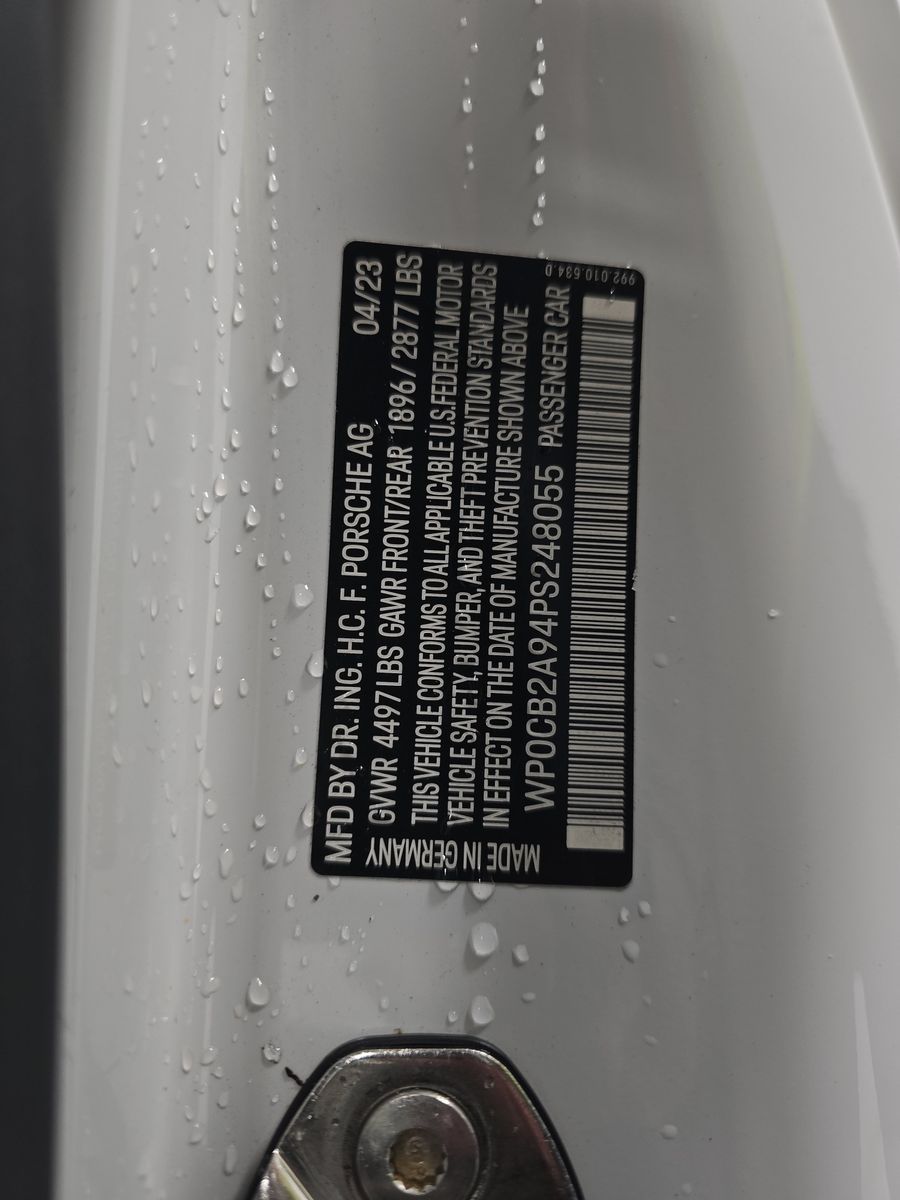 MFD BY DR. ING. H.C. F. PORSCHE AG 04/23
GVWR 4497 LBS GAWR FRONT/REAR 1896 / 2877 LBS
THIS VEHICLE CONFORMS TO ALL APPLICABLE U.S. FEDERAL MOTOR
VEHICLE SAFETY, BUMPER, AND THEFT PREVENTION STANDARDS
IN EFFECT ON THE DATE OF MANUFACTURE SHOWN ABOVE
WP0CB2A94PS248055 PASSENGER CAR
MADE IN GERMANY
992.010.634.D